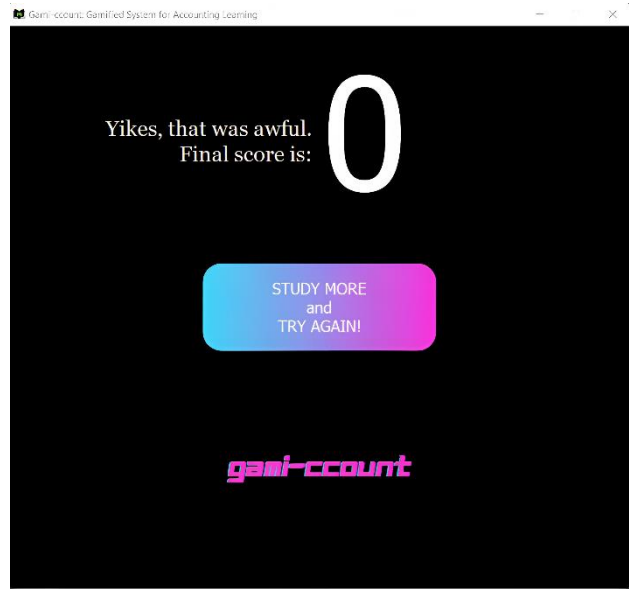 Gami-ccount: Gamified System for Accounting Learning
Yikes, that was awful.
Final score is:
0
STUDY MORE
and
TRY AGAIN!
gami-ccount